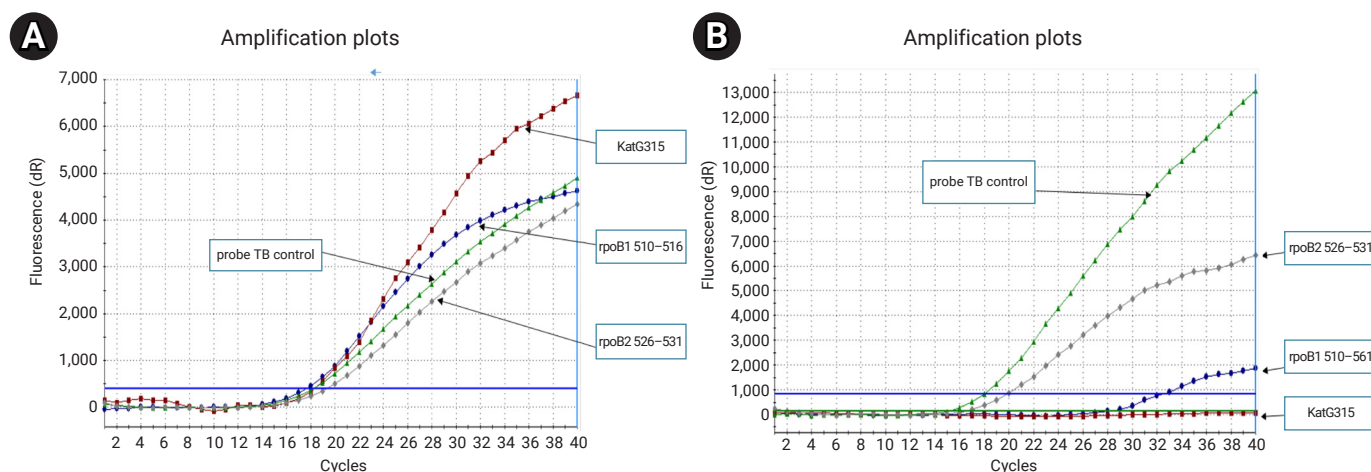 A
Amplification plots
Fluorescence (dR)
7,000
6,000
5,000
4,000
3,000
2,000
1,000
0
2 4 6 8 10 12 14 16 18 20 22 24 26 28 30 32 34 36 38 40
Cycles
KatG315
rpoB1 510–516
probe TB control
rpoB2 526–531
B
Amplification plots
Fluorescence (dR)
13,000
12,000
11,000
10,000
9,000
8,000
7,000
6,000
5,000
4,000
3,000
2,000
1,000
0
2 4 6 8 10 12 14 16 18 20 22 24 26 28 30 32 34 36 38 40
Cycles
probe TB control
rpoB2 526–531
rpoB1 510–561
KatG315